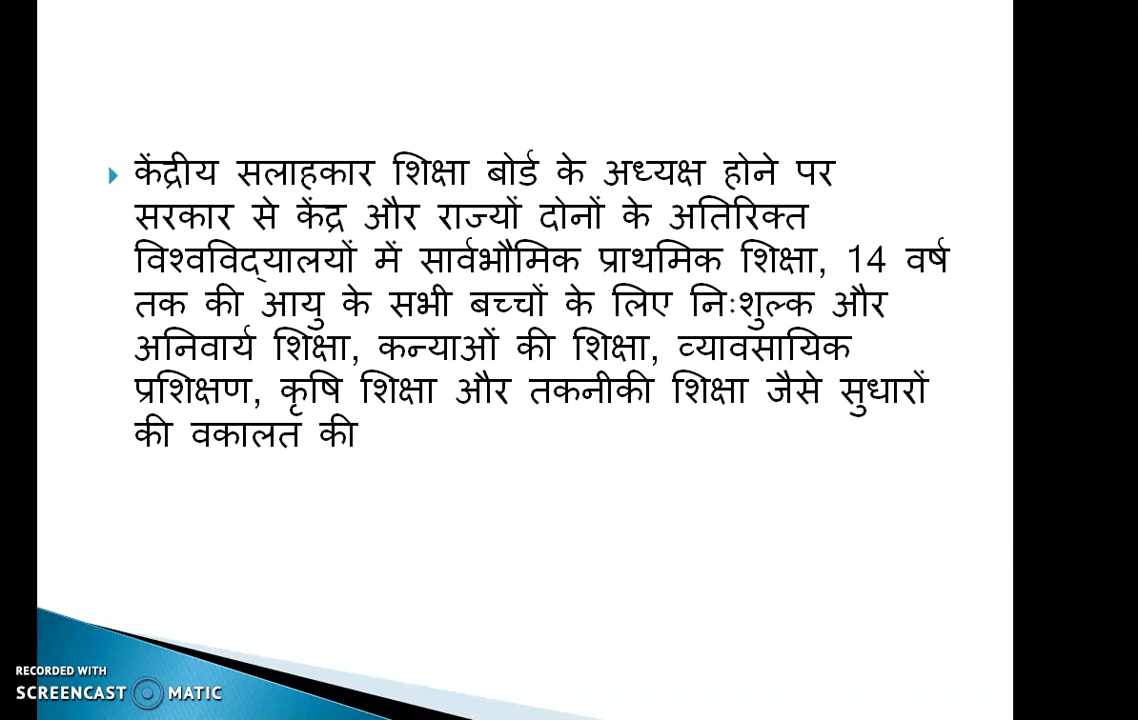 केंद्रीय सलाहकार शिक्षा बोर्ड के अध्यक्ष होने पर
सरकार से केंद्र और राज्यों दोनों के अतिरिक्त
विश्वविद्यालयों में सार्वभौमिक प्राथमिक शिक्षा, 14 वर्ष
तक की आयु के सभी बच्चों के लिए निःशुल्क और
अनिवार्य शिक्षा, कन्याओं की शिक्षा, व्यावसायिक
प्रशिक्षण, कृषि शिक्षा और तकनीकी शिक्षा जैसे सुधारों
की वकालत की
RECORDED WITH
SCREENCAST MATIC